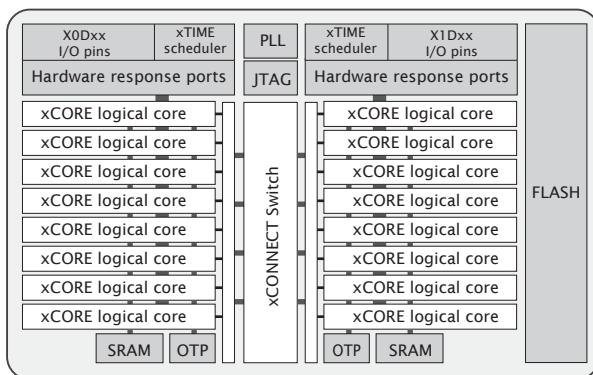 X0Dxx
I/O pins
xTIME
scheduler
Hardware response ports
PLL
JTAG
xTIME
scheduler
X1Dxx
I/O pins
Hardware response ports
xCORE logical core
xCORE logical core
xCORE logical core
xCORE logical core
xCORE logical core
xCORE logical core
xCORE logical core
xCORE logical core
SRAM
OTP
xCONNECT Switch
xCORE logical core
xCORE logical core
xCORE logical core
xCORE logical core
xCORE logical core
xCORE logical core
xCORE logical core
xCORE logical core
OTP
SRAM
FLASH